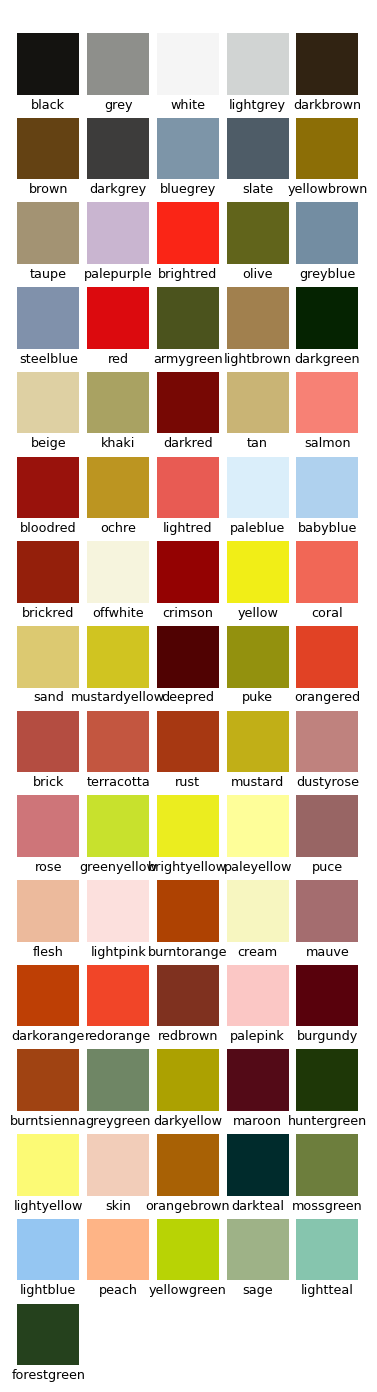 black grey white lightgrey darkbrown
brown darkgrey bluegrey slate yellowbrown
taupe palepurple brightred olive greyblue
steelblue red armygreen lightbrown darkgreen
beige khaki darkred tan salmon
bloodred ochre lightred paleblue babyblue
brickred offwhite crimson yellow coral
sand mustardyellow deepred puke orangered
brick terracotta rust mustard dustyrose
rose greenyellow brightyellow paleyellow puce
flesh lightpink burntorange cream mauve
darkorange redorange redbrown palepink burgundy
burntsienna greygreen darkyellow maroon huntergreen
lightyellow skin orangebrown darkteal mossgreen
lightblue peach yellowgreen sage lightteal
forestgreen